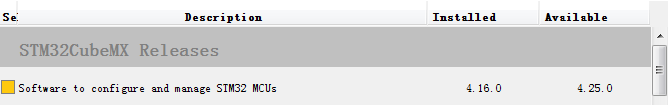 Se Description Installed Available
STM32CubeMX Releases
Software to configure and manage STM32 MCUs 4.16.0 4.25.0